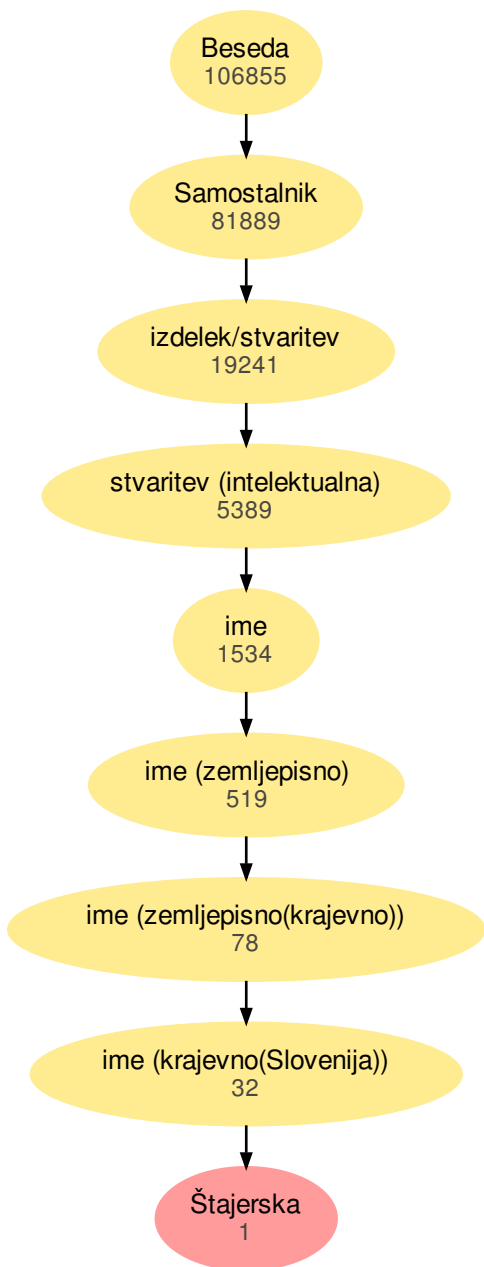 Beseda
106855
Samostalnik
81889
izdelek/stvaritev
19241
stvaritev (intelektualna)
5389
ime
1534
ime (zemljepisno)
519
ime (zemljepisno(krajevno))
78
ime (krajevno(Slovenija))
32
Štajerska
1